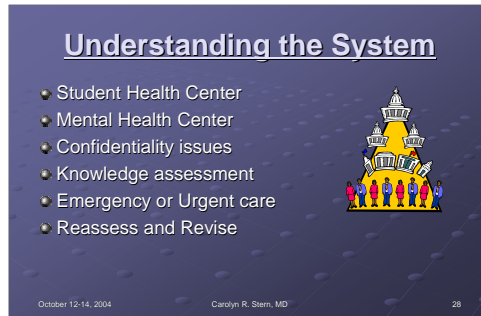 Understanding the System
Student Health Center
Mental Health Center
Confidentiality issues
Knowledge assessment
Emergency or Urgent care
Reassess and Revise
October 12-14, 2004 Carolyn R. Stern, MD 28